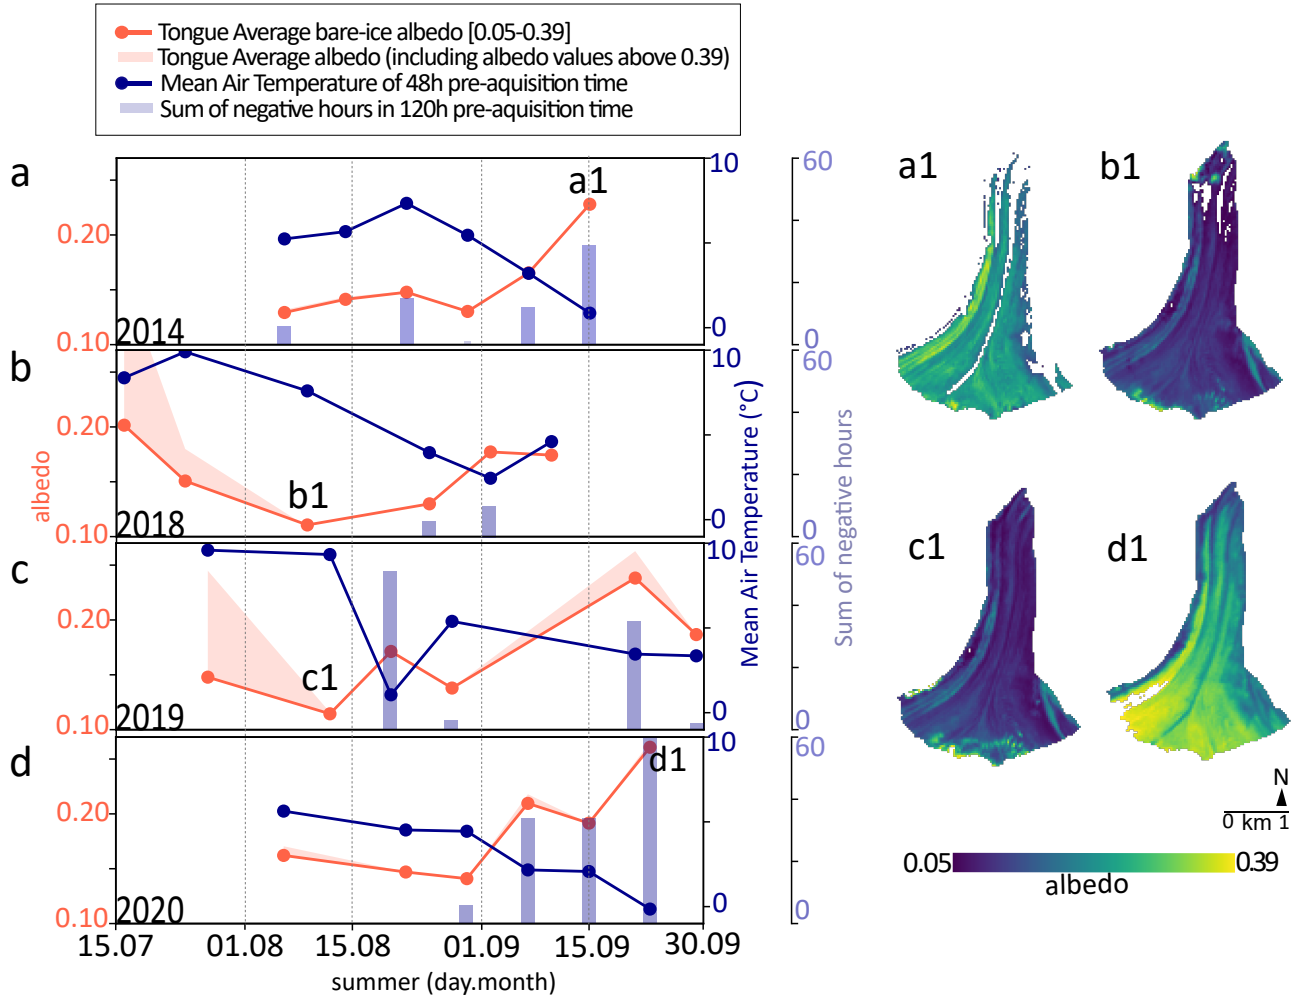 Tongue Average bare-ice albedo [0.05-0.39]
Tongue Average albedo (including albedo values above 0.39)
Mean Air Temperature of 48h pre-aquisition time
Sum of negative hours in 120h pre-aquisition time
a
a1
0.20
0.10
2014
10
0
60
0
b
b1
0.20
0.10
2018
10
0
60
0
c
c1
0.20
0.10
2019
10
0
60
0
d
d1
0.20
0.10
2020
10
0
60
0
albedo
Mean Air Temperature (°C)
Sum of negative hours
15.07
01.08
15.08
01.09
15.09
30.09
summer (day.month)
a1
b1
c1
d1
N
0 km 1
0.05
0.39
albedo